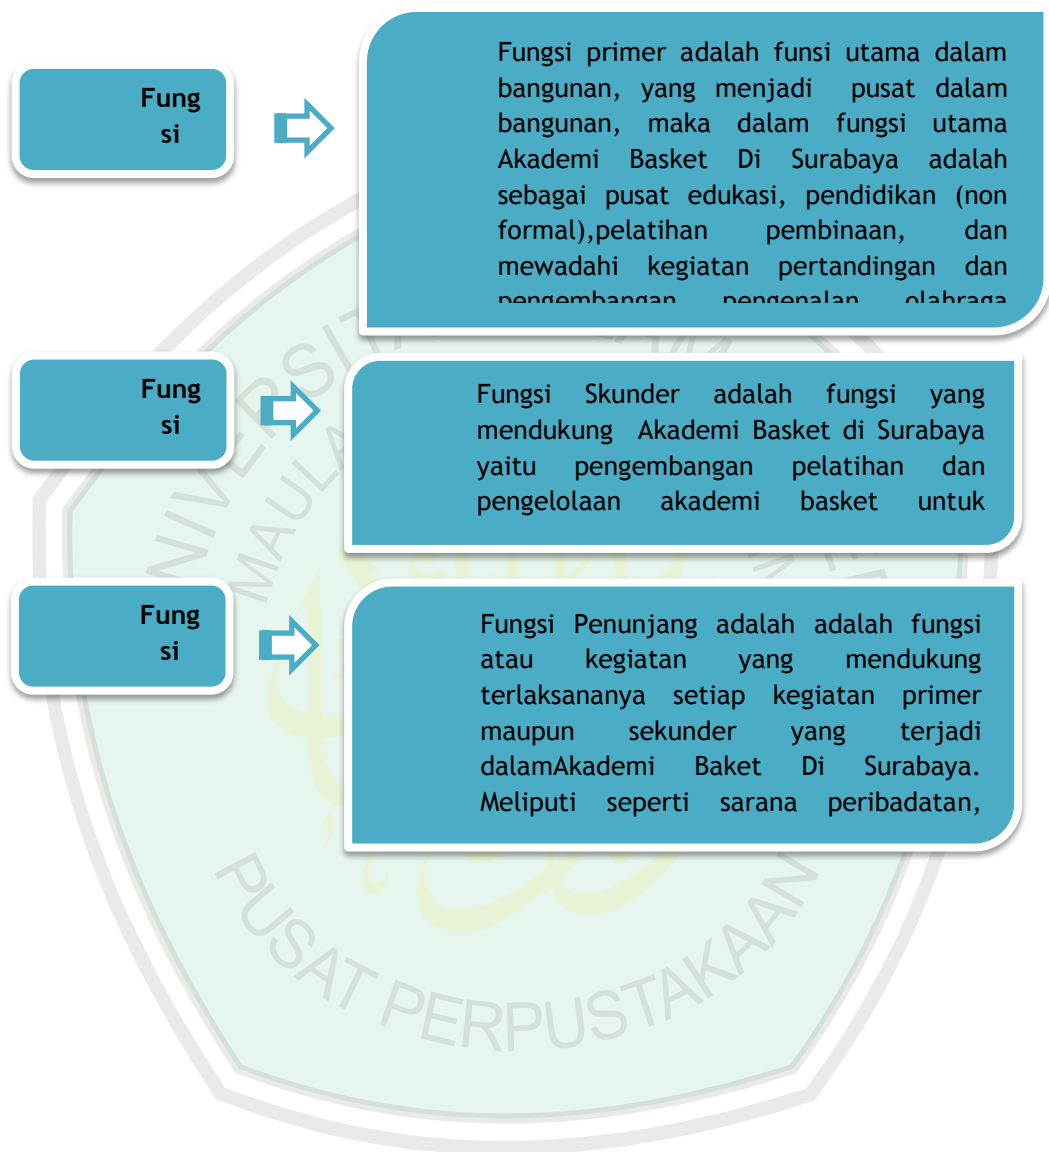 Fung
si
Fungsi primer adalah funsi utama dalam
bangunan, yang menjadi pusat dalam
bangunan, maka dalam fungsi utama
Akademi Basket Di Surabaya adalah
sebagai pusat edukasi, pendidikan (non
formal),pelatihan pembinaan, dan
mewadahi kegiatan pertandingan dan
pengembangan pengenalan olahraga
Fung
si
Fungsi Skunder adalah fungsi yang
mendukung Akademi Basket di Surabaya
yaitu pengembangan pelatihan dan
pengelolaan akademi basket untuk
Fung
si
Fungsi Penunjang adalah adalah fungsi
atau kegiatan yang mendukung
terlaksananya setiap kegiatan primer
maupun sekunder yang terjadi
dalamAkademi Baket Di Surabaya.
Meliputi seperti sarana peribadatan,
PUSAT PERPUSTAKAAN